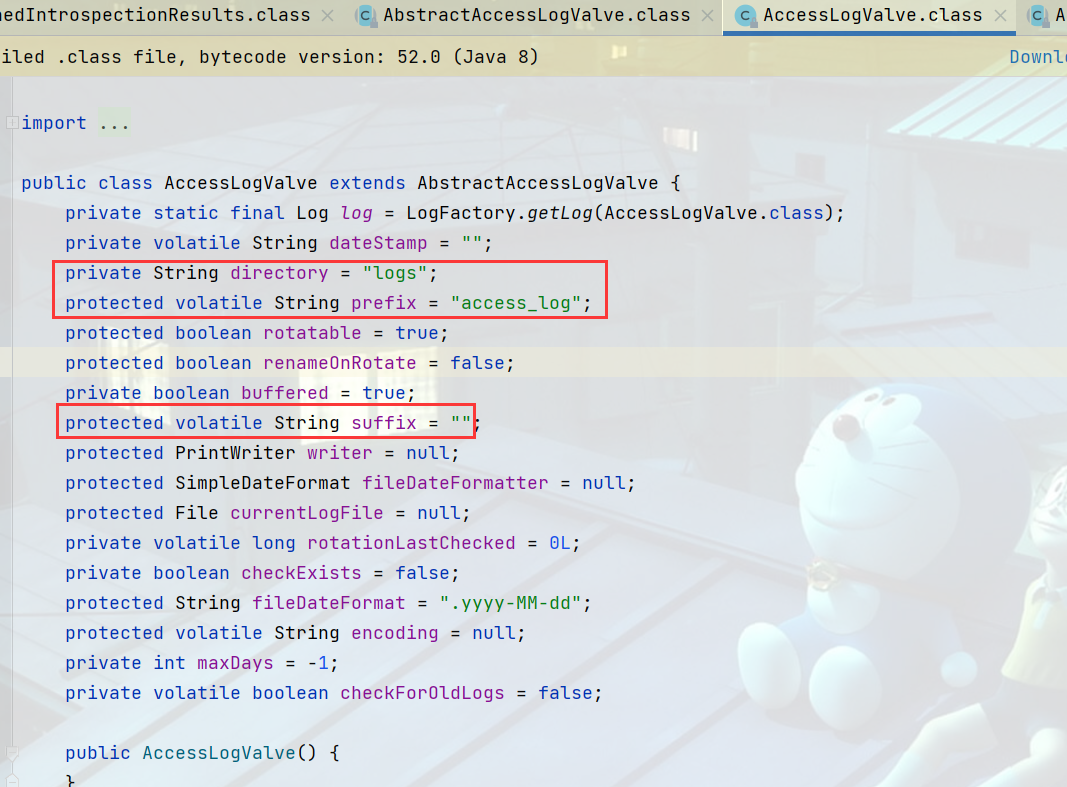 nedIntrospectionResults.class AbstractAccessLogValve.class AccessLogValve.class A
iled .class file, bytecode version: 52.0 (Java 8) Downl
import ...
public class AccessLogValve extends AbstractAccessLogValve {
private static final Log log = LogFactory.getLog(AccessLogValve.class);
private volatile String dateStamp = "";
private String directory = "logs";
protected volatile String prefix = "access_log";
protected boolean rotatable = true;
protected boolean renameOnRotate = false;
private boolean buffered = true;
protected volatile String suffix = "";
protected PrintWriter writer = null;
protected SimpleDateFormat fileDateFormatter = null;
protected File currentLogFile = null;
private volatile long rotationLastChecked = 0L;
private boolean checkExists = false;
protected String fileDateFormat = ".yyyy-MM-dd";
protected volatile String encoding = null;
private int maxDays = -1;
private volatile boolean checkForOldLogs = false;
public AccessLogValve() {
}